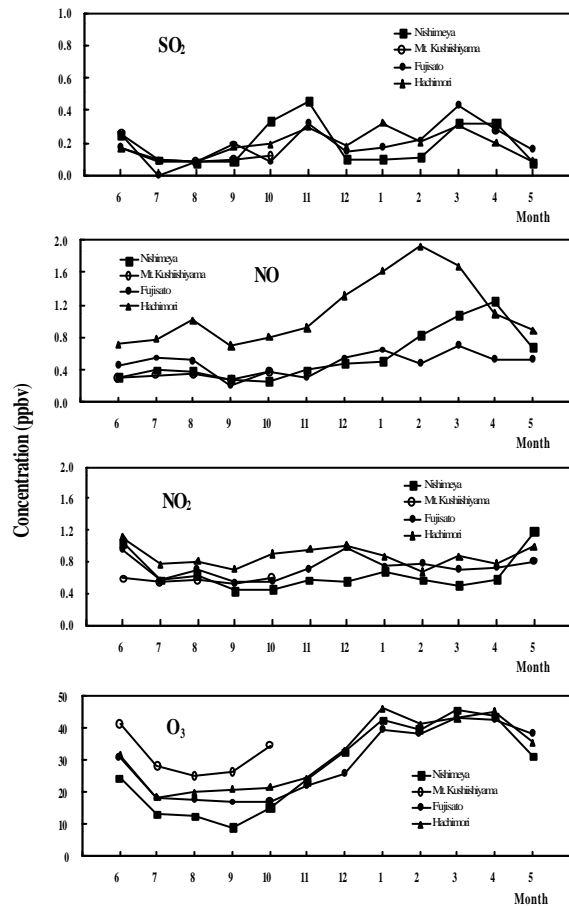 1.0
0.8
0.6
0.4
0.2
0.0
SO2
Nishimeya
Mt. Kushiishiyama
Fujisato
Hachimori
6 7 8 9 10 11 12 1 2 3 4 5
Month
2.0
1.6
1.2
0.8
0.4
0.0
NO
Nishimeya
Mt. Kushiishiyama
Fujisato
Hachimori
6 7 8 9 10 11 12 1 2 3 4 5
Month
Concentration (ppbv)
2.0
1.6
1.2
0.8
0.4
0.0
NO2
Nishimeya
Mt. Kushiishiyama
Fujisato
Hachimori
6 7 8 9 10 11 12 1 2 3 4 5
Month
50
40
30
20
10
0
O3
Nishimeya
Mt. Kushiishiyama
Fujisato
Hachimori
6 7 8 9 10 11 12 1 2 3 4 5
Month